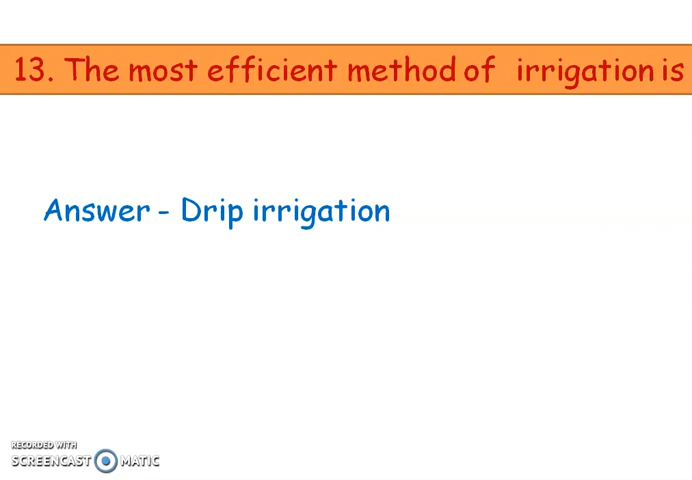 13. The most efficient method of irrigation is
Answer - Drip irrigation
RECORDED WITH
SCREENCAST MATIC